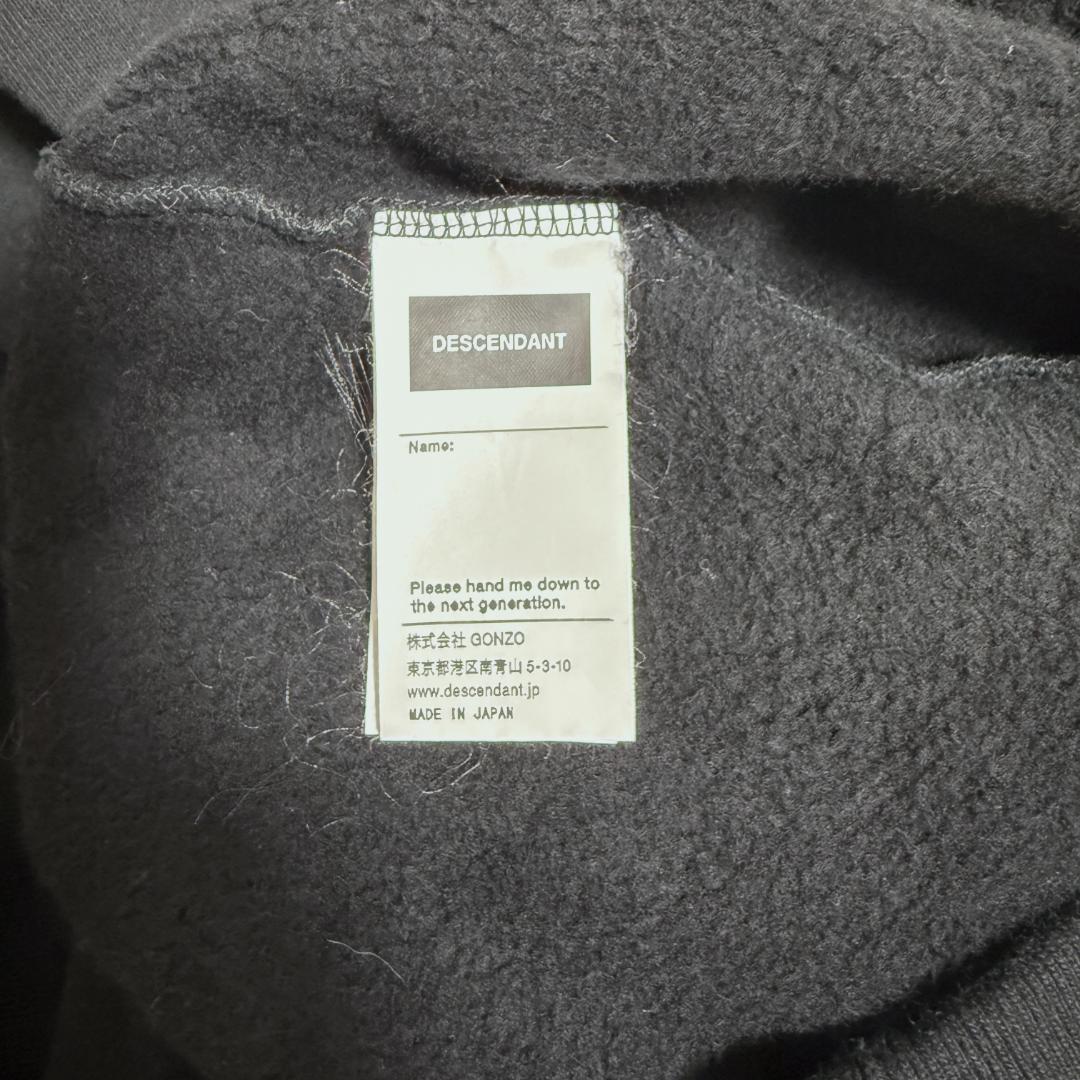 DESCENDANT
Name:
Please hand me down to
the next generation.
株式会社 GONZO
東京都港区南青山 5-3-10
www.descendant.jp
MADE IN JAPAN